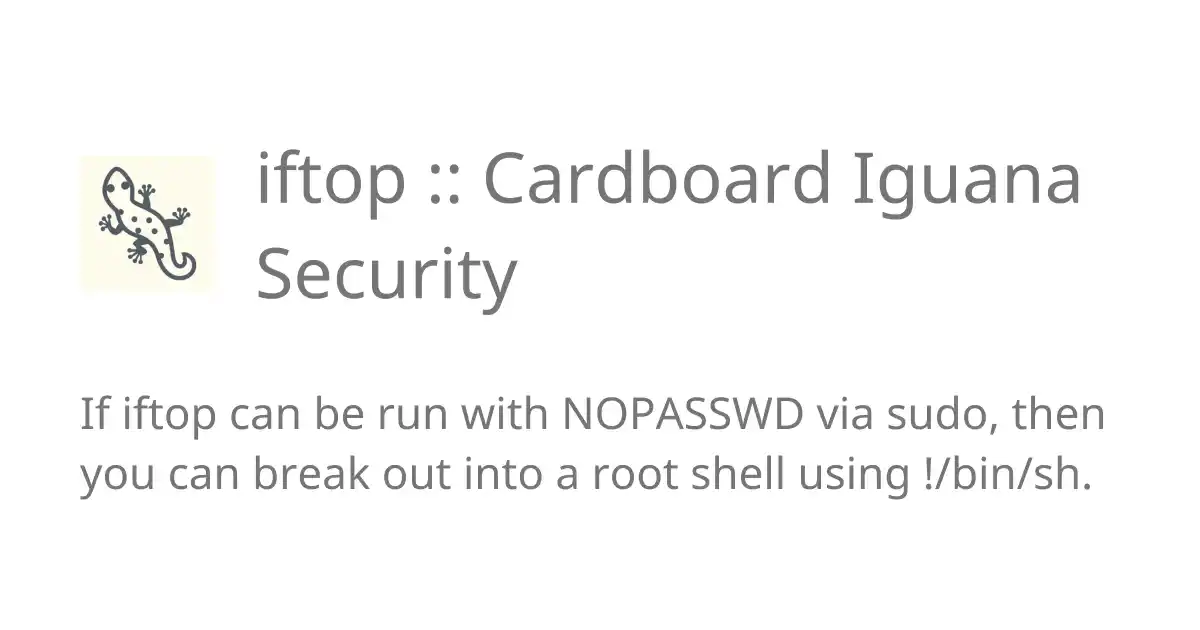 iftop :: Cardboard Iguana
Security
If iftop can be run with NOPASSWD via sudo, then
you can break out into a root shell using !/bin/sh.